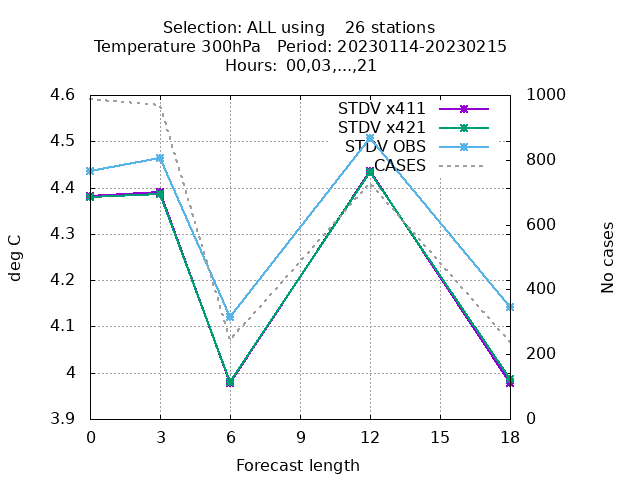 Selection: ALL using    26 stations
Temperature 300hPa   Period: 20230114-20230215
Hours:  00,03,...,21
STDV x411
STDV x421
STDV OBS
CASES
4.6
4.5
4.4
4.3
4.2
4.1
4
3.9
deg C
1000
800
600
400
200
0
No cases
0 3 6 9 12 15 18
Forecast length